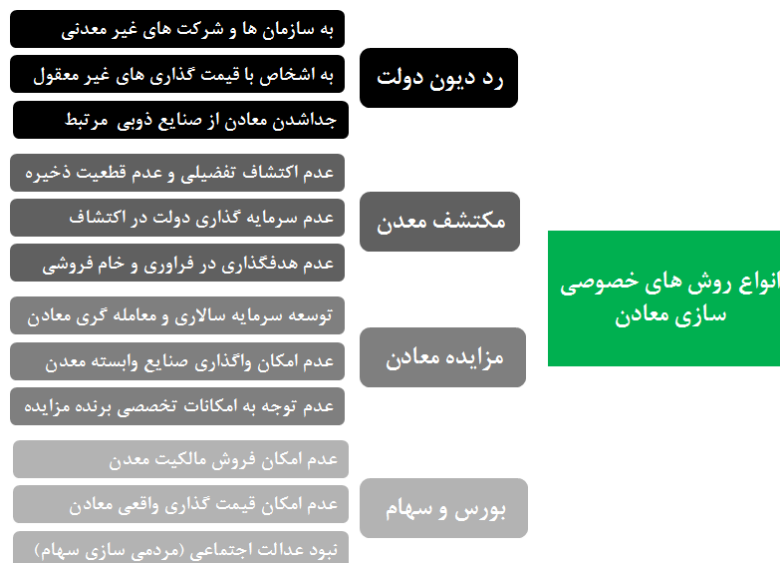 انواع روش های خصوصی
سازی معادن
رد دیون دولت
به سازمان ها و شرکت های غیر معدنی
به اشخاص با قیمت گذاری های غیر معقول
جداشدن معادن از صنایع ذوبی مرتبط
مکتشف معدن
عدم اکتشاف تفضیلی و عدم قطعیت ذخیره
عدم سرمایه گذاری دولت در اکتشاف
عدم هدفگذاری در فراوری و خام فروشی
مزایده معادن
توسعه سرمایه سالاری و معامله گری معادن
عدم امکان واگذاری صنایع وابسته معدن
عدم توجه به امکانات تخصصی برنده مزایده
بورس و سهام
عدم امکان فروش مالکیت معدن
عدم امکان قیمت گذاری واقعی معادن
نبود عدالت اجتماعی (مردمی سازی سهام)